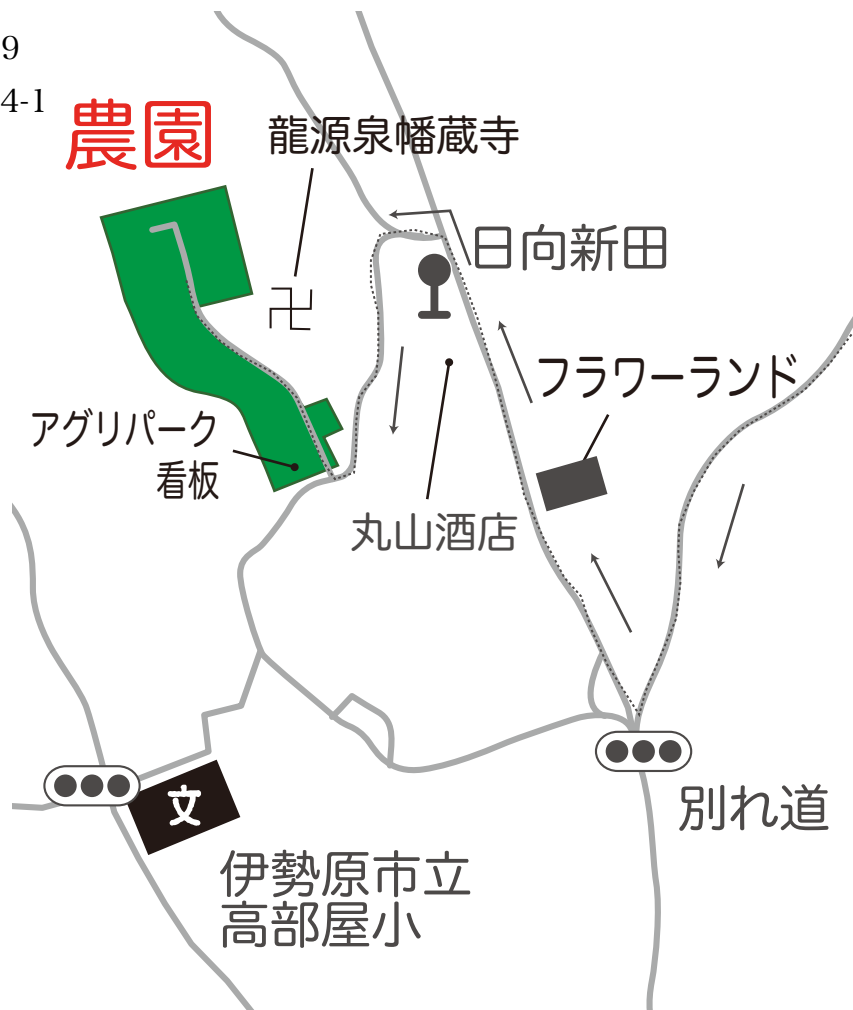 9
4-1
農園
龍源泉幡蔵寺
日向新田
卍
フラワーランド
アグリパーク
看板
丸山酒店
文
別れ道
伊勢原市立
高部屋小